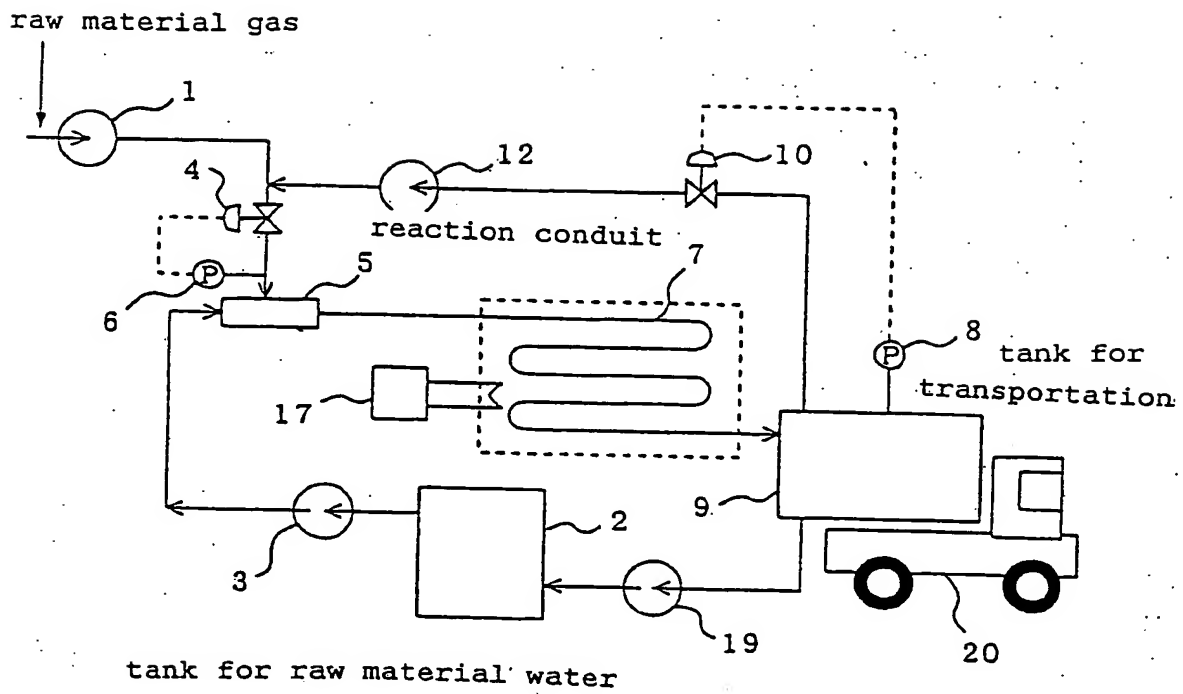 raw material gas
1
4
12
10
reaction conduit
P
6
5
7
P
8
tank for
transportation
17
9
3
2
19
20
tank for raw material water